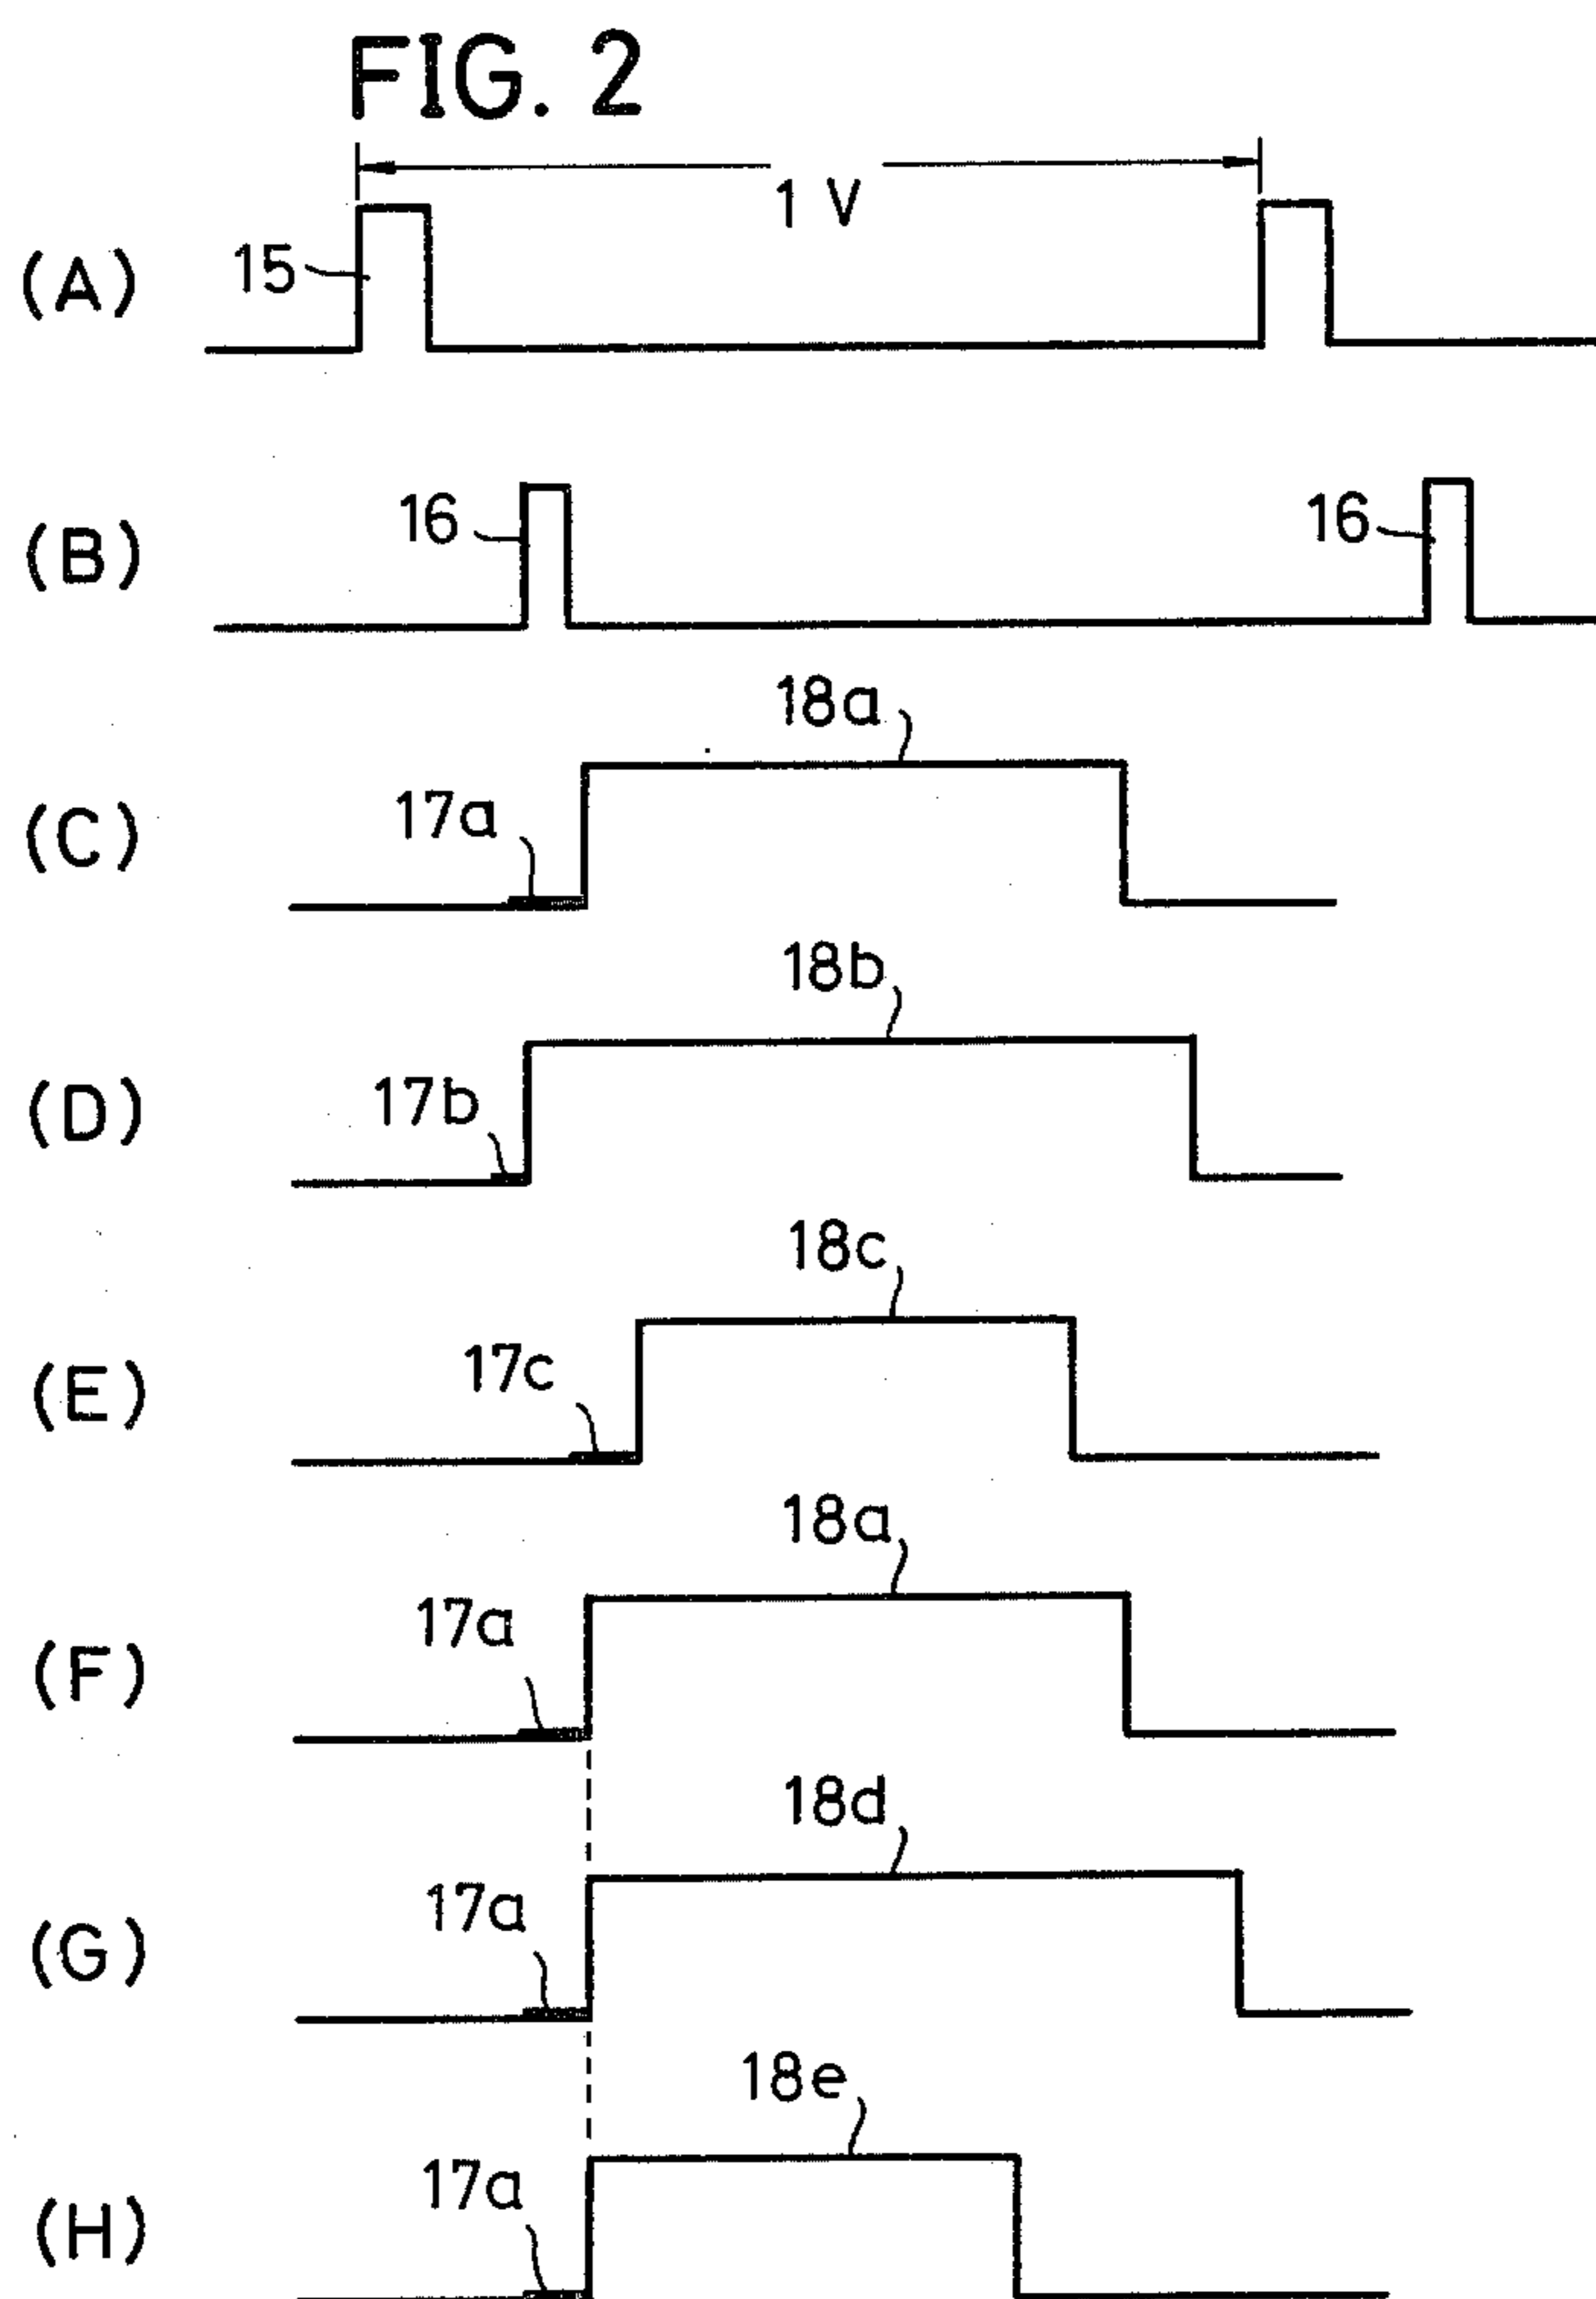 FIG. 2
1 V
(A) 15
(B) 16 16
18a
(C) 17a
18b
(D) 17b
18c
(E) 17c
18a
(F) 17a
18d
(G) 17a
18e
(H) 17a